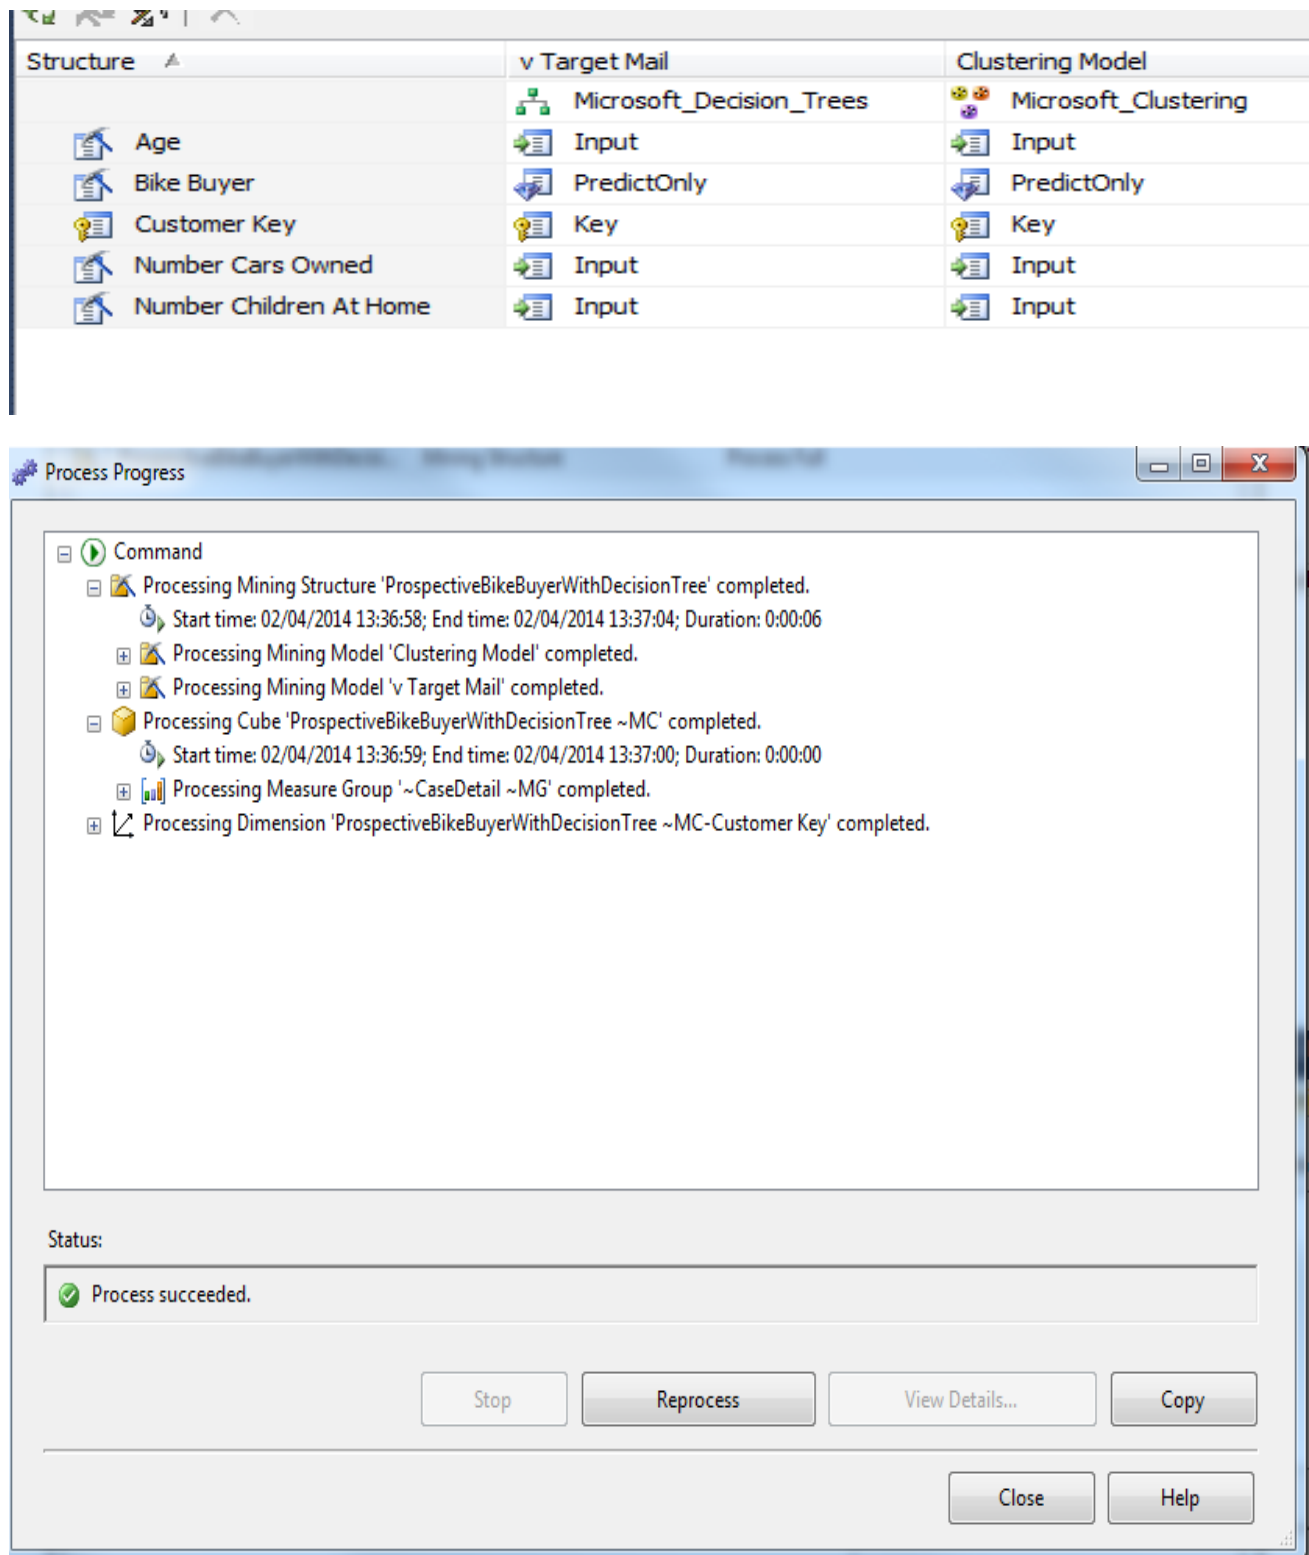 Structure v Target Mail Clustering Model
Microsoft_Decision_Trees Microsoft_Clustering
Age Input Input
Bike Buyer PredictOnly PredictOnly
Customer Key Key Key
Number Cars Owned Input Input
Number Children At Home Input Input
Process Progress
Command
Processing Mining Structure 'ProspectiveBikeBuyerWithDecisionTree' completed.
Start time: 02/04/2014 13:36:58; End time: 02/04/2014 13:37:04; Duration: 0:00:06
Processing Mining Model 'Clustering Model' completed.
Processing Mining Model 'v Target Mail' completed.
Processing Cube 'ProspectiveBikeBuyerWithDecisionTree ~MC' completed.
Start time: 02/04/2014 13:36:59; End time: 02/04/2014 13:37:00; Duration: 0:00:00
Processing Measure Group '~CaseDetail ~MG' completed.
Processing Dimension 'ProspectiveBikeBuyerWithDecisionTree ~MC-Customer Key' completed.
Status:
Process succeeded.
Stop Reprocess View Details... Copy
Close Help